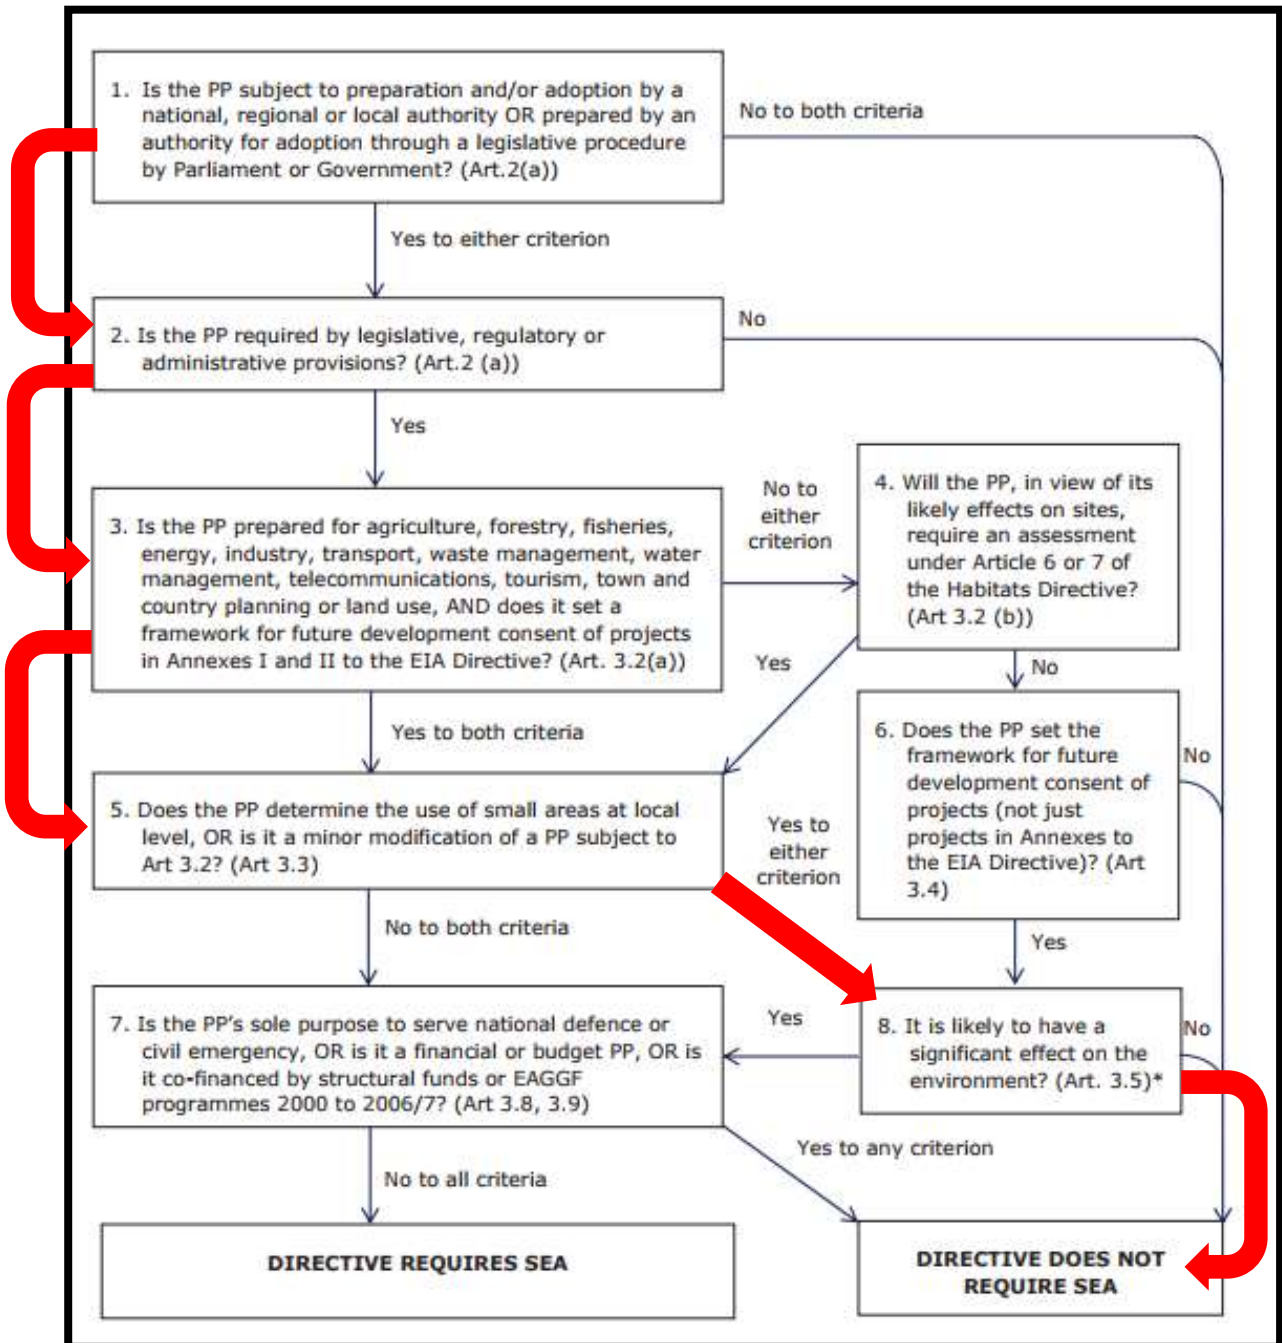 1. Is the PP subject to preparation and/or adoption by a
national, regional or local authority OR prepared by an
authority for adoption through a legislative procedure
by Parliament or Government? (Art.2(a))
No to both criteria
Yes to either criterion
2. Is the PP required by legislative, regulatory or
administrative provisions? (Art.2 (a))
No
Yes
3. Is the PP prepared for agriculture, forestry, fisheries,
energy, industry, transport, waste management, water
management, telecommunications, tourism, town and
country planning or land use, AND does it set a
framework for future development consent of projects
in Annexes I and II to the EIA Directive? (Art. 3.2(a))
No to
either
criterion
4. Will the PP, in view of its
likely effects on sites,
require an assessment
under Article 6 or 7 of
the Habitats Directive?
(Art 3.2 (b))
Yes
No
Yes to both criteria
6. Does the PP set the
framework for future
development consent of
projects (not just
projects in Annexes to
the EIA Directive)? (Art
3.4)
No
5. Does the PP determine the use of small areas at local
level, OR is it a minor modification of a PP subject to
Art 3.2? (Art 3.3)
Yes to
either
criterion
No to both criteria
Yes
7. Is the PP's sole purpose to serve national defence or
civil emergency, OR is it a financial or budget PP, OR is
it co-financed by structural funds or EAGGF
programmes 2000 to 2006/7? (Art 3.8, 3.9)
Yes
8. It is likely to have a
significant effect on the
environment? (Art. 3.5)*
No
Yes to any criterion
No to all criteria
DIRECTIVE REQUIRES SEA
DIRECTIVE DOES NOT
REQUIRE SEA